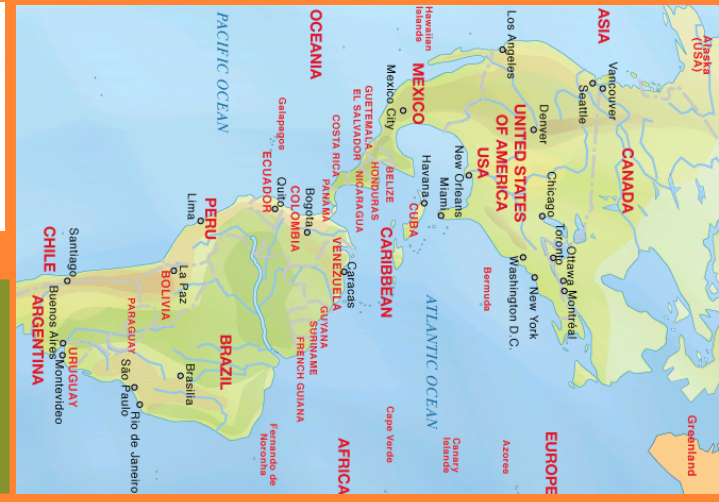 Alaska
(USA)
Greenland
ASIA
CANADA
Vancouver
Seattle
EUROPE
UNITED STATES
OF AMERICA
USA
Denver
Chicago
Toronto
Ottawa
Montréal
New York
Washington D.C.
Los Angeles
New Orlans
Miami
Bermuda
Azores
Canary
Islands
Hawaiian
Islands
MEXICO
Mexico City
Havana
CUBA
ATLANTIC OCEAN
Cape Verde
CARIBBEAN
BELIZE
HONDURAS
GUETEMALA
EL SALVADOR
NICARAGUA
COSTA RICA
PANAMA
OCEANIA
AFRICA
Caracas
VENEZUELA
GUYANA
SURINAME
FRENCH GUIANA
Bogota
COLOMBIA
Galapagos
Quito
ECUADOR
Fernando de
Noronha
PACIFIC OCEAN
PERU
Lima
BRAZIL
La Paz
BOLIVIA
Brasilia
PARAGUAY
São Paulo
Rio de Janeiro
CHILE
Santiago
URUGUAY
Buenos Aires
Montevideo
ARGENTINA